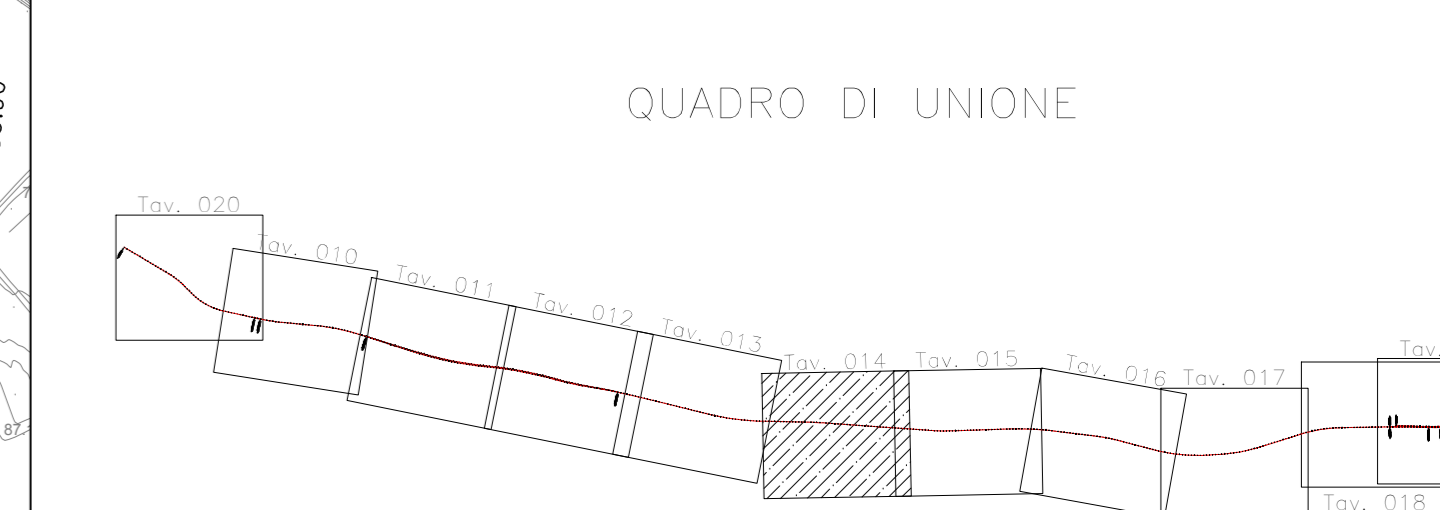 QUADRO DI UNIONE
Tav. 020
Tav. 010
Tav. 011
Tav. 012
Tav. 013
Tav. 014
Tav. 015
Tav. 016
Tav. 017
Tav.
Tav. 018
7
87.